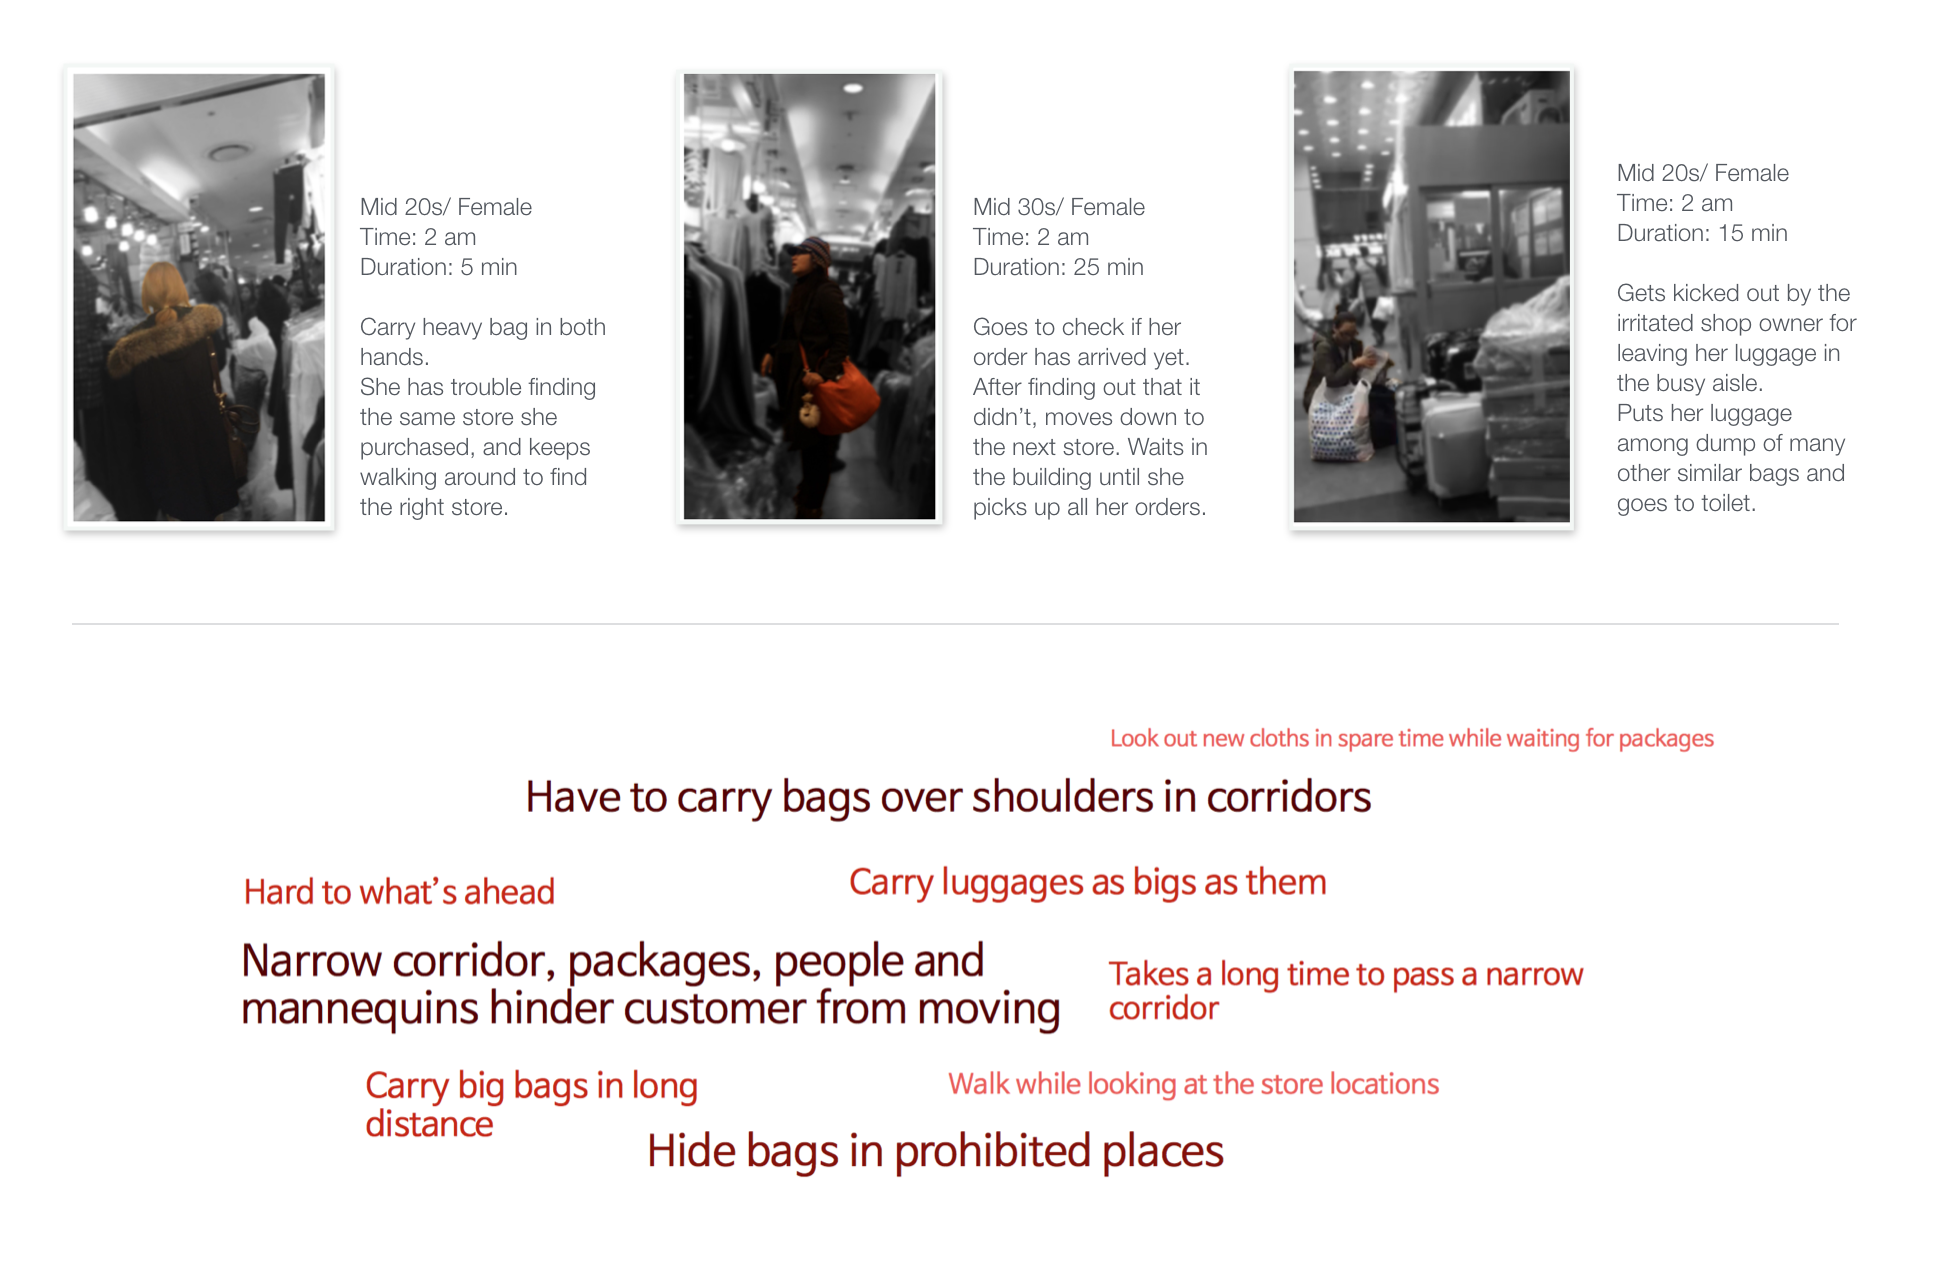 Mid 20s/ Female
Time: 2 am
Duration: 5 min
Carry heavy bag in both
hands.
She has trouble finding
the same store she
purchased, and keeps
walking around to find
the right store.
Mid 30s/ Female
Time: 2 am
Duration: 25 min
Goes to check if her
order has arrived yet.
After finding out that it
didn't, moves down to
the next store. Waits in
the building until she
picks up all her orders.
Mid 20s/ Female
Time: 2 am
Duration: 15 min
Gets kicked out by the
irritated shop owner for
leaving her luggage in
the busy aisle.
Puts her luggage
among dump of many
other similar bags and
goes to toilet.
Look out new cloths in spare time while waiting for packages
Have to carry bags over shoulders in corridors
Hard to what's ahead
Carry luggages as bigs as them
Narrow corridor, packages, people and
mannequins hinder customer from moving
Takes a long time to pass a narrow
corridor
Carry big bags in long
distance
Walk while looking at the store locations
Hide bags in prohibited places